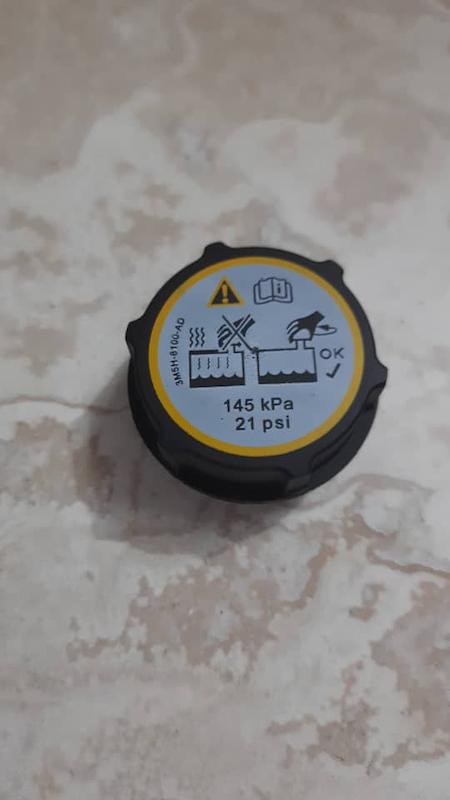 3M5H-8100-AD
OK
145 kPa
21 psi